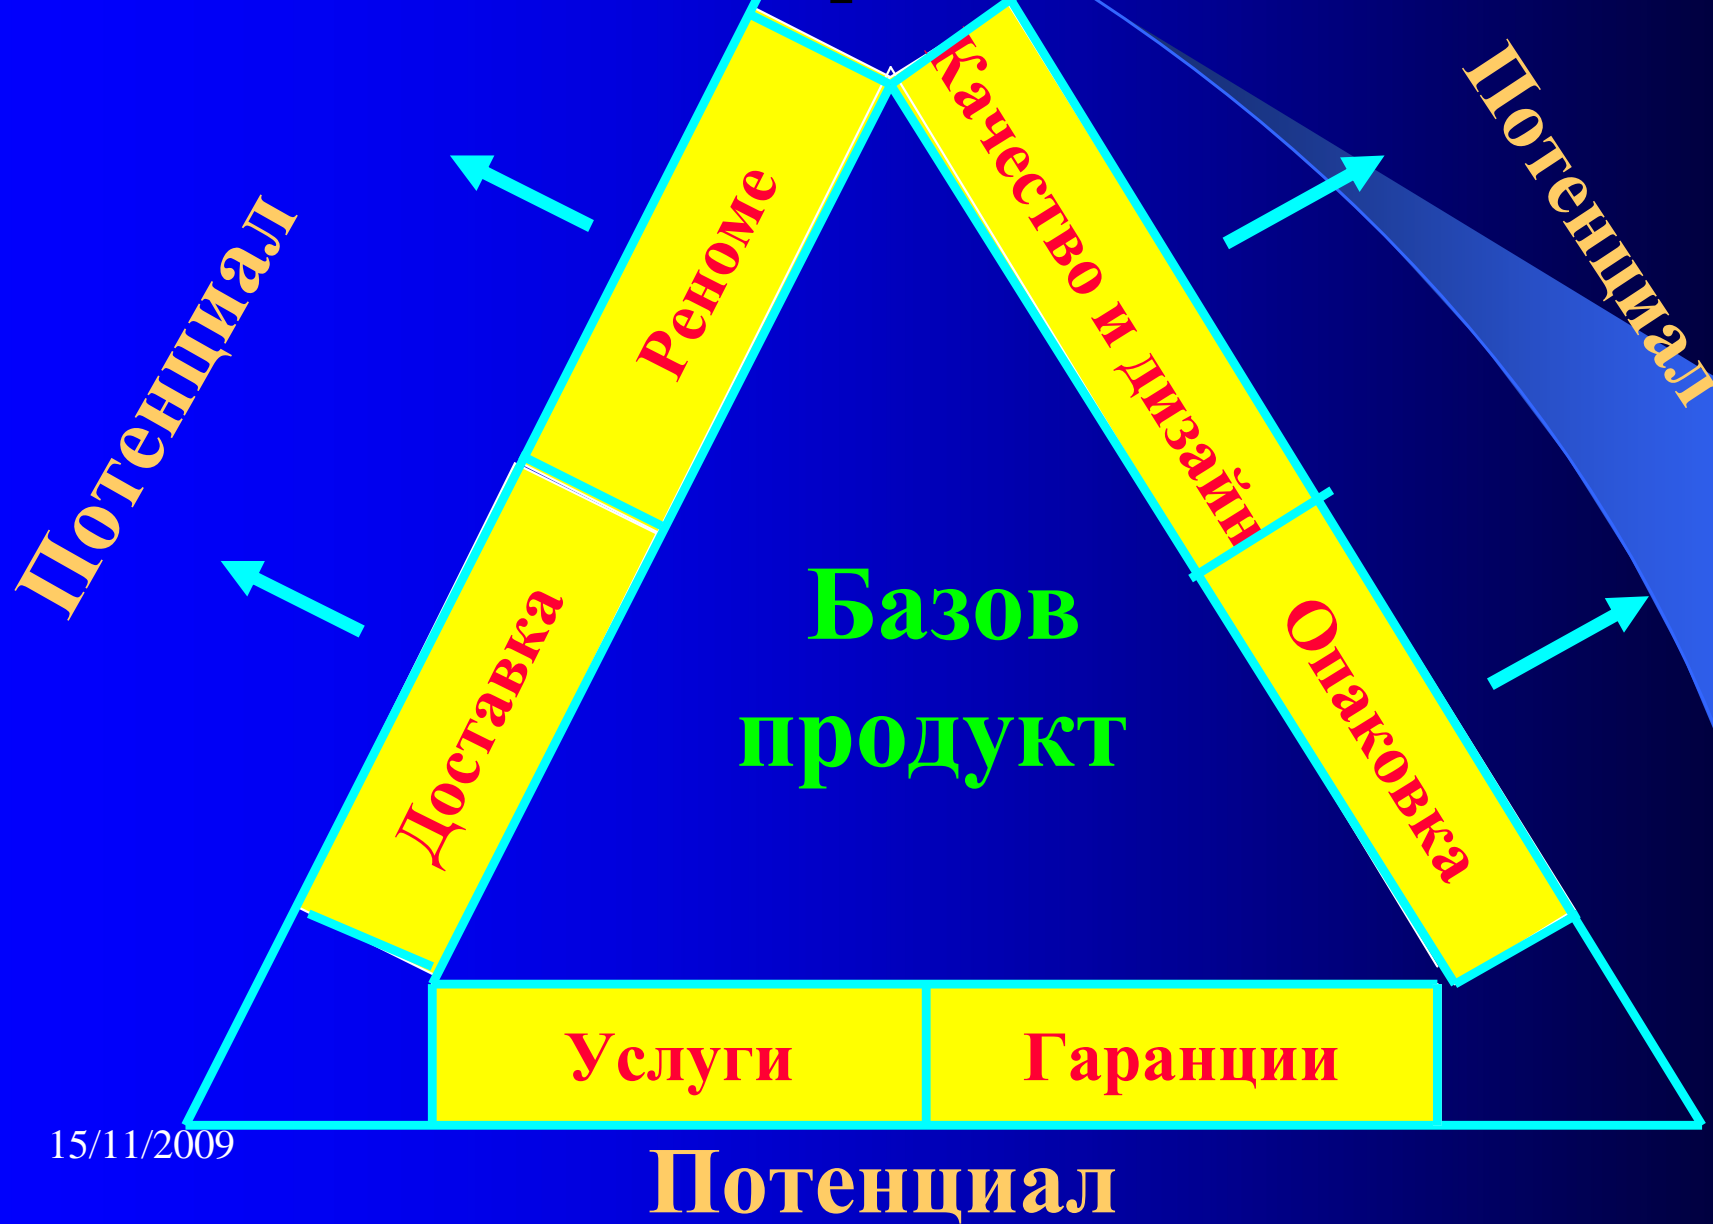 Потенциал
Реноме
Качество и дизайн
Потенциал
Доставка
Базов
продукт
Опаковка
Услуги
Гаранции
15/11/2009
Потенциал